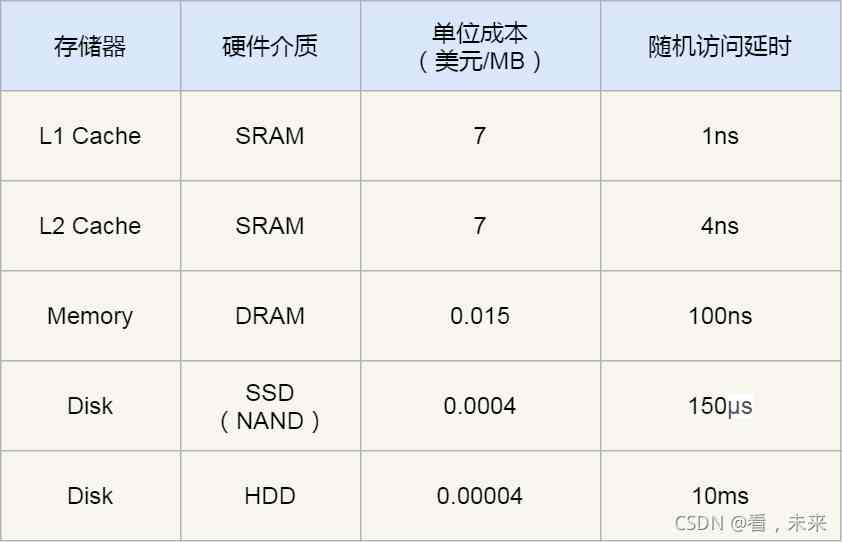 存储器 硬件介质 单位成本 随机访问延时
（美元/MB）
L1 Cache SRAM 7 1ns
L2 Cache SRAM 7 4ns
Memory DRAM 0.015 100ns
Disk SSD 0.0004 150μs
（NAND）
Disk HDD 0.00004 10ms
CSDN @看，未来